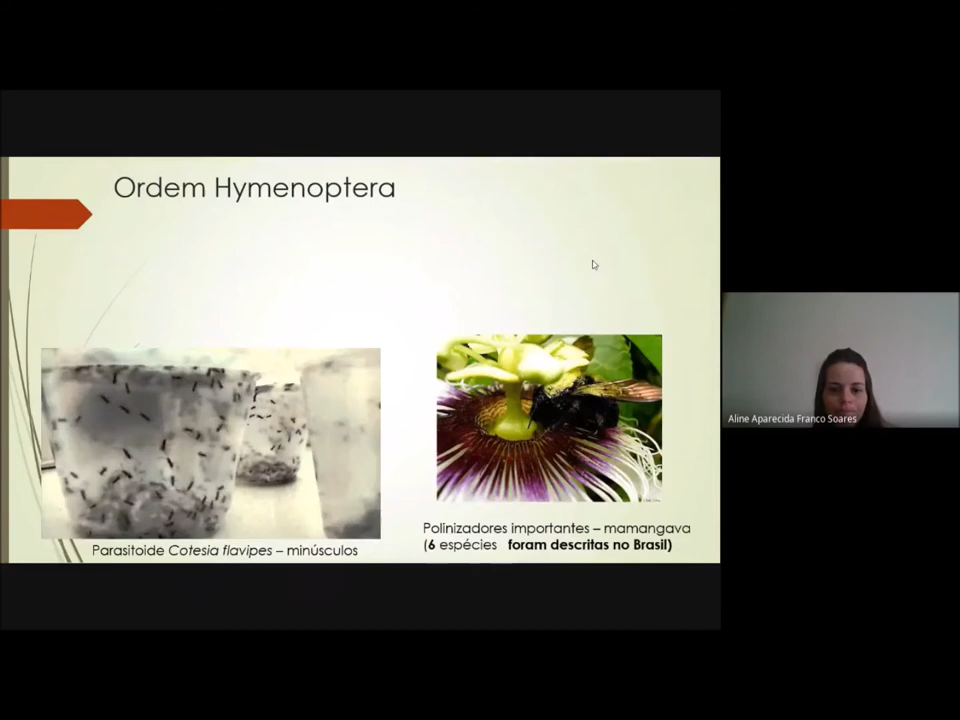 Ordem Hymenoptera
Aline Aparecida Franco Soares
Polinizadores importantes – mamangava
(6 espécies foram descritas no Brasil)
Parasitoide Cotesia flavipes – minúsculos